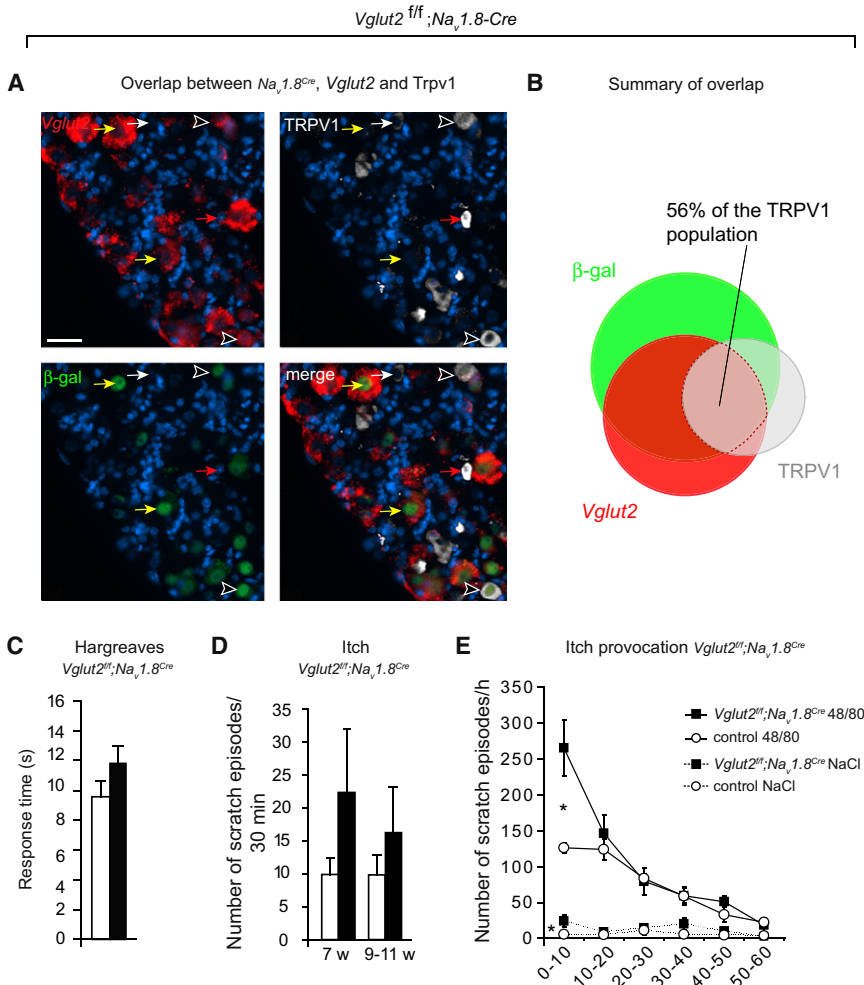 Vglut2 f/f ;Nav1.8-Cre
A
Overlap between Nav1.8Cre, Vglut2 and Trpv1
Vglut2
TRPV1
β-gal
merge
B
Summary of overlap
56% of the TRPV1
population
β-gal
TRPV1
Vglut2
C
Hargreaves
Vglut2f/f;Nav1.8Cre
Response time (s)
16
14
12
10
8
6
4
2
0
D
Itch
Vglut2f/f;Nav1.8Cre
Number of scratch episodes/
30 min
35
30
25
20
15
10
5
0
7 w
9-11 w
E
Itch provocation Vglut2f/f;Nav1.8Cre
Number of scratch episodes/h
350
300
250
200
150
100
50
0
*
*
Vglut2f/f;Nav1.8Cre 48/80
control 48/80
Vglut2f/f;Nav1.8Cre NaCl
control NaCl
0-10
10-20
20-30
30-40
40-50
50-60